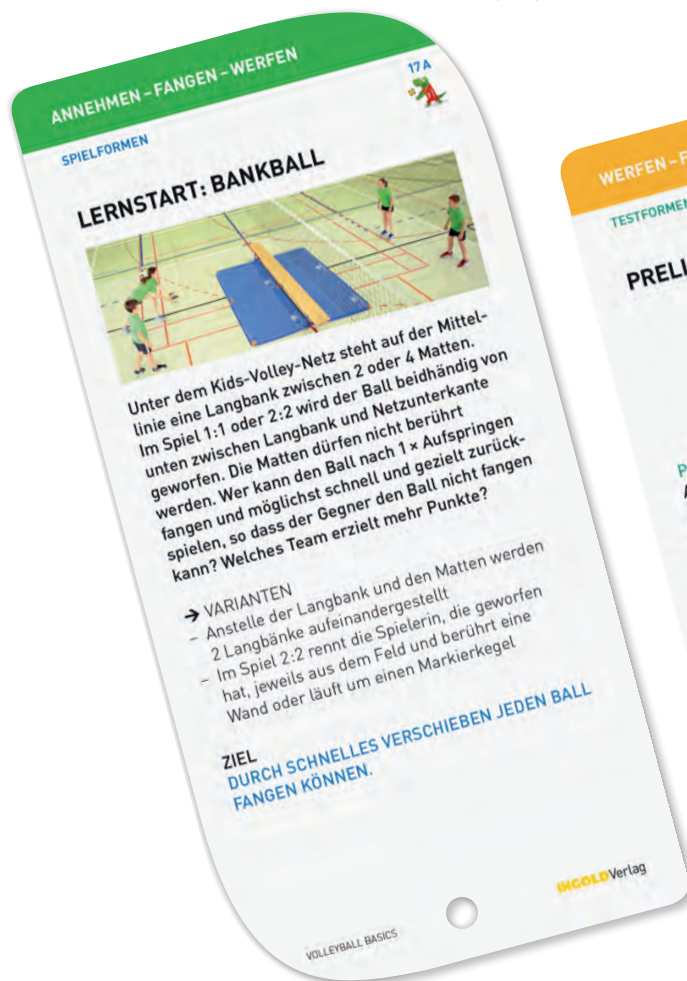 ANNEHMEN – FANGEN – WERFEN
17A
SPIELFORMEN
LERNSTART: BANKBALL
Unter dem Kids-Volley-Netz steht auf der Mittel-
linie eine Langbank zwischen 2 oder 4 Matten.
Im Spiel 1:1 oder 2:2 wird der Ball beidhändig von
unten zwischen Langbank und Netzunterkante
geworfen. Die Matten dürfen nicht berührt
werden. Wer kann den Ball nach 1 × Aufspringen
fangen und möglichst schnell und gezielt zurück-
spielen, so dass der Gegner den Ball nicht fangen
kann? Welches Team erzielt mehr Punkte?
→ VARIANTEN
– Anstelle der Langbank und den Matten werden
2 Langbänke aufeinandergestellt
– Im Spiel 2:2 rennt die Spielerin, die geworfen
hat, jeweils aus dem Feld und berührt eine
Wand oder läuft um einen Markierkegel
ZIEL
DURCH SCHNELLES VERSCHIEBEN JEDEN BALL
FANGEN KÖNNEN.
VOLLEYBALL BASICS
INGOLDVerlag
WERFEN – F
TESTFORMEN
PRELL